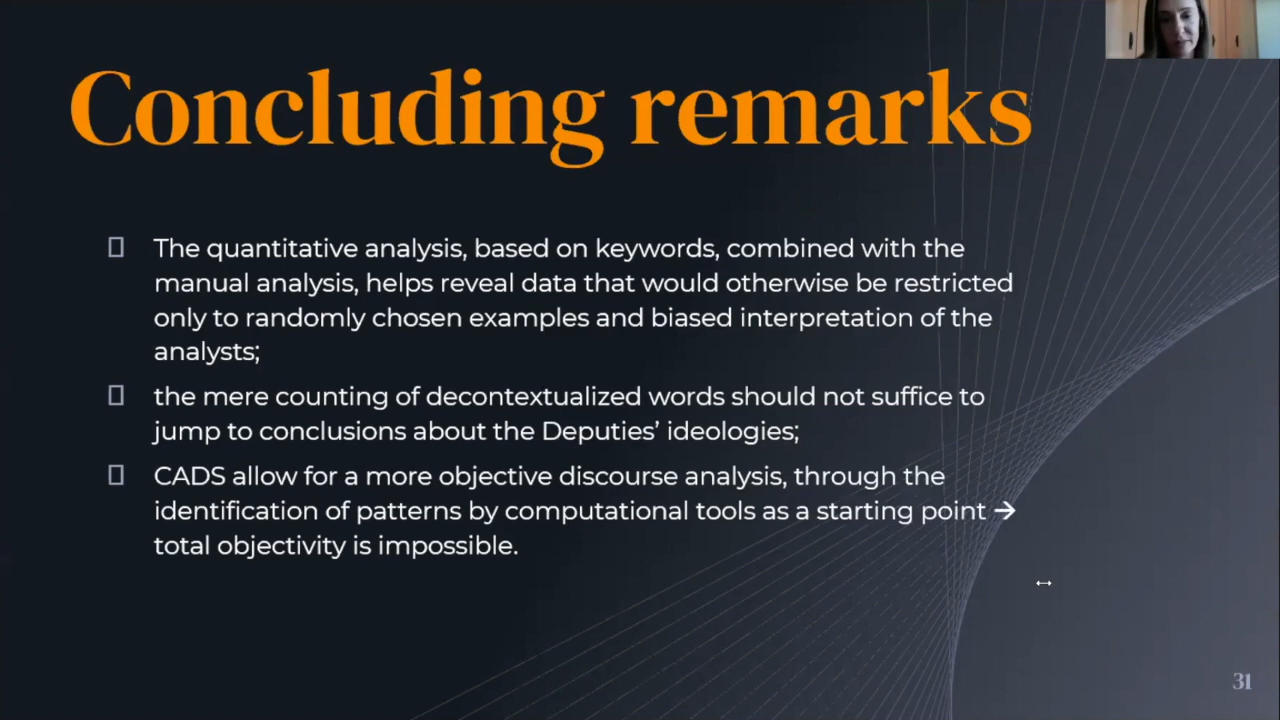 Concluding remarks
The quantitative analysis, based on keywords, combined with the
manual analysis, helps reveal data that would otherwise be restricted
only to randomly chosen examples and biased interpretation of the
analysts;
the mere counting of decontextualized words should not suffice to
jump to conclusions about the Deputies’ ideologies;
CADS allow for a more objective discourse analysis, through the
identification of patterns by computational tools as a starting point →
total objectivity is impossible.
31